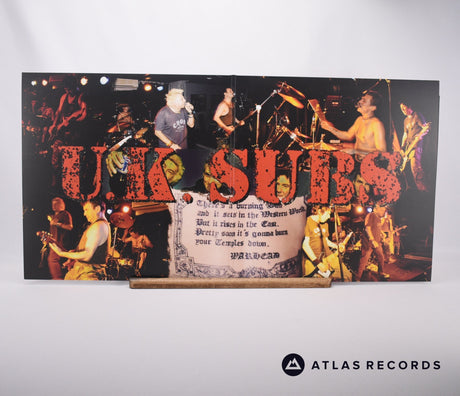 U.K. SUBS
There's a burning Sun
and it sets in the Western World
But it rises in the East.
Pretty soon it's gonna burn
your Temples down.
WARHEAD
ATLAS RECORDS